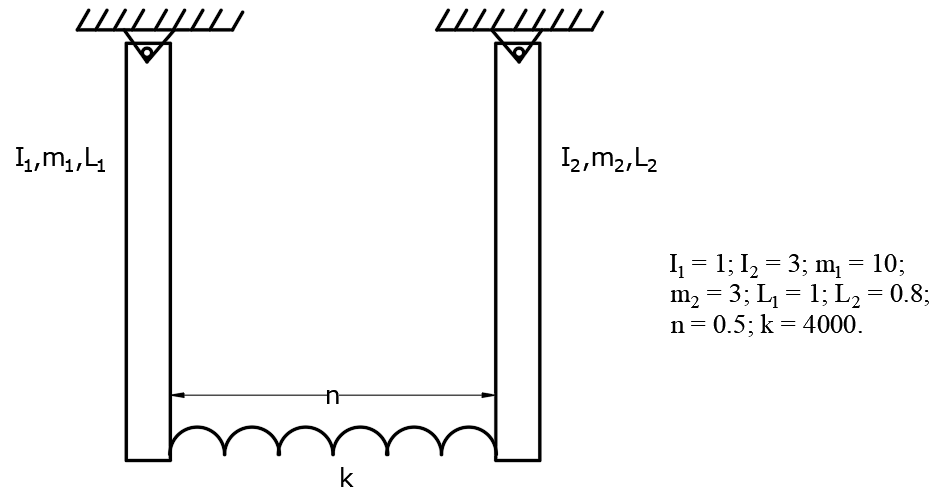 I₁,m₁,L₁
I₂,m₂,L₂
I₁ = 1; I₂ = 3; m₁ = 10;
m₂ = 3; L₁ = 1; L₂ = 0.8;
n = 0.5; k = 4000.
n
k